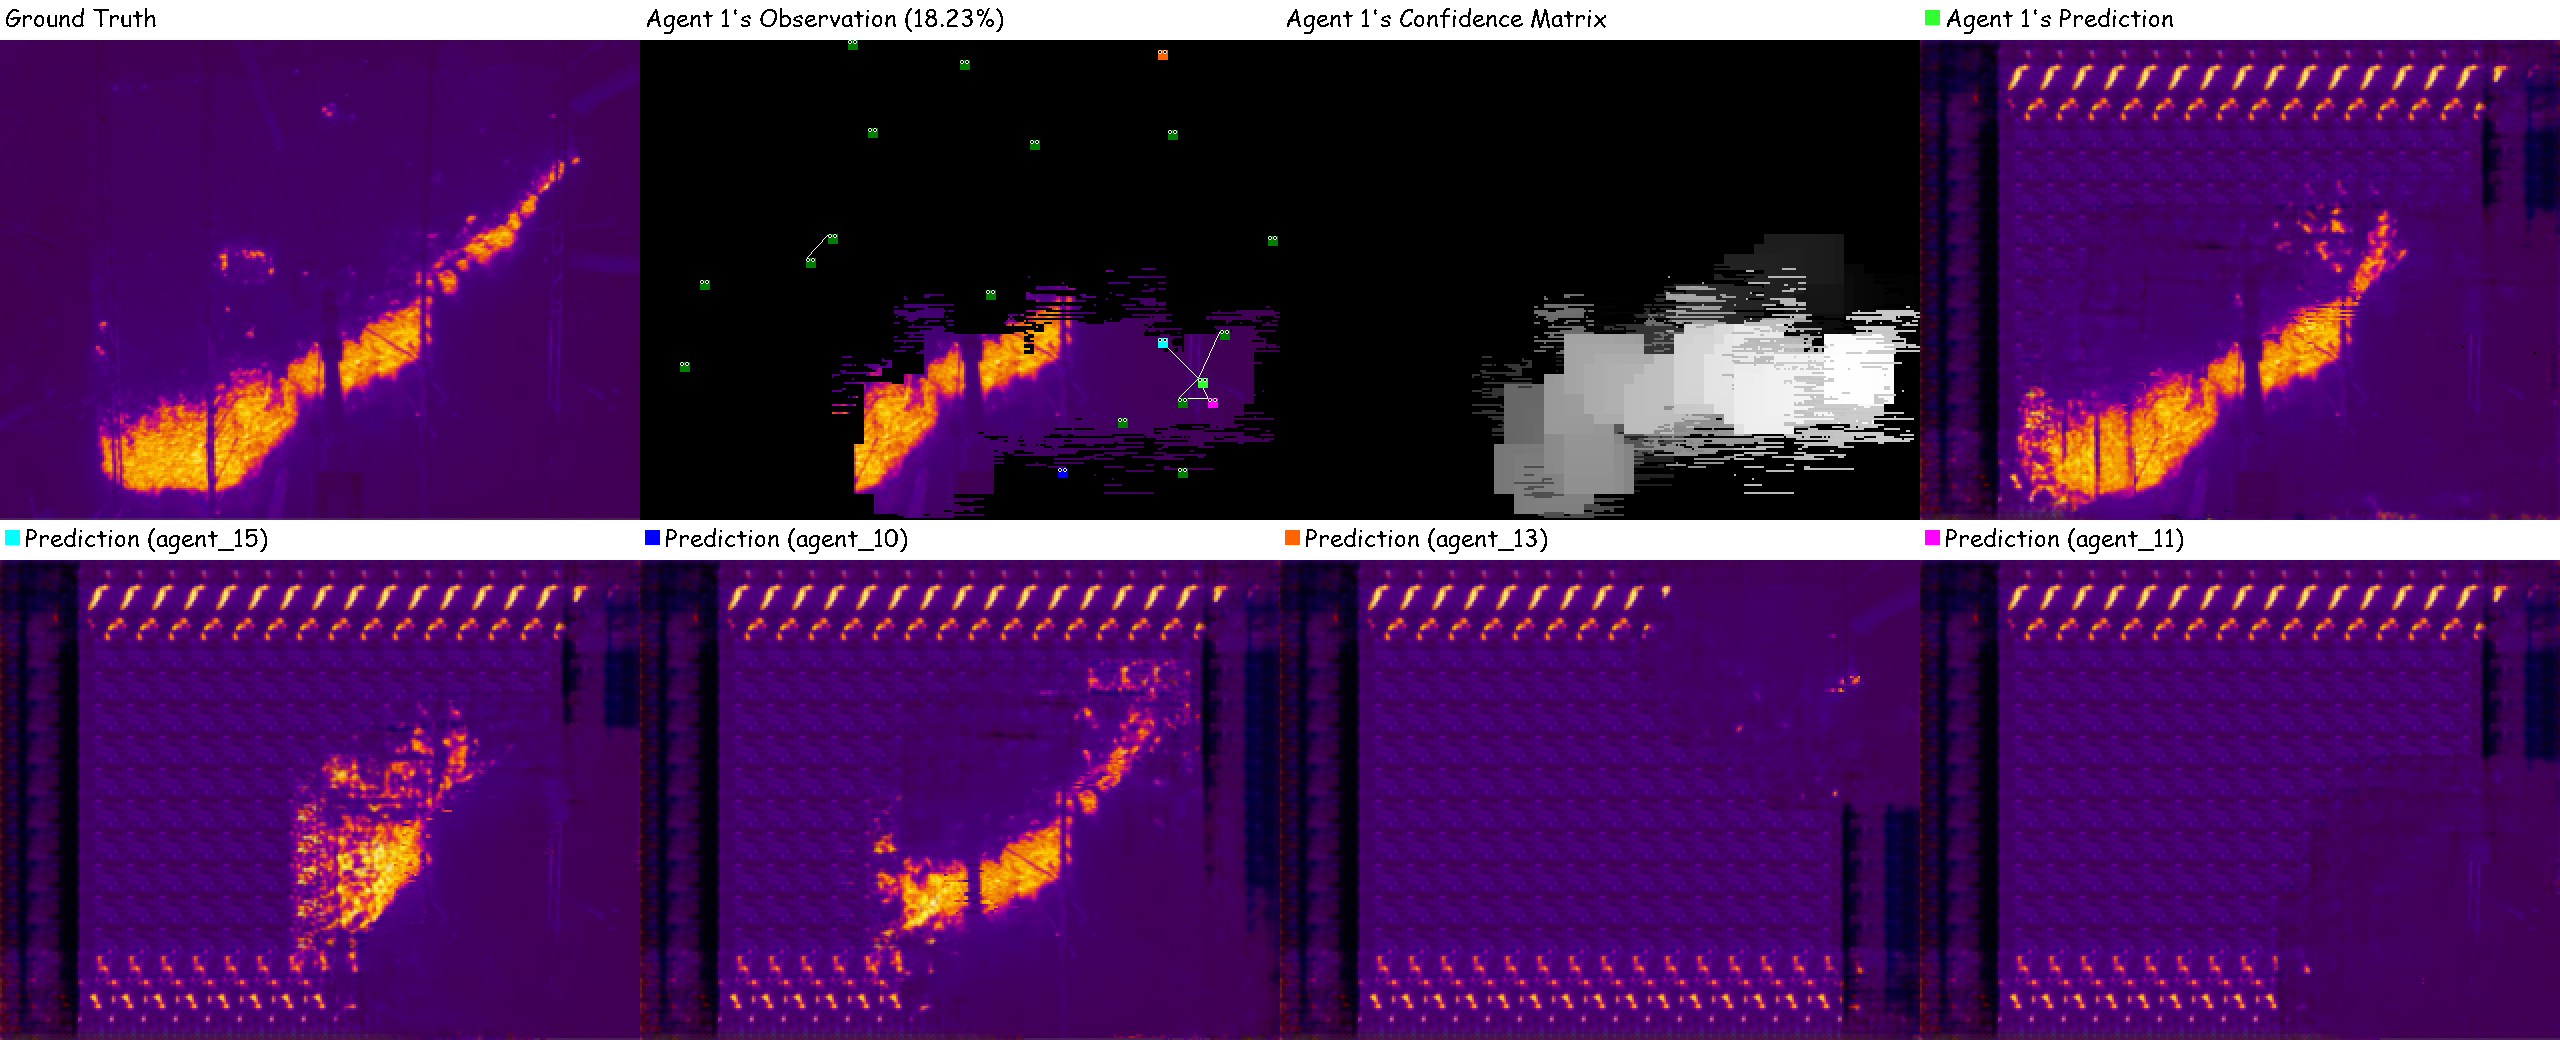 Ground Truth
Agent 1's Observation (18.23%)
Agent 1's Confidence Matrix
Agent 1's Prediction
Prediction (agent_15)
Prediction (agent_10)
Prediction (agent_13)
Prediction (agent_11)